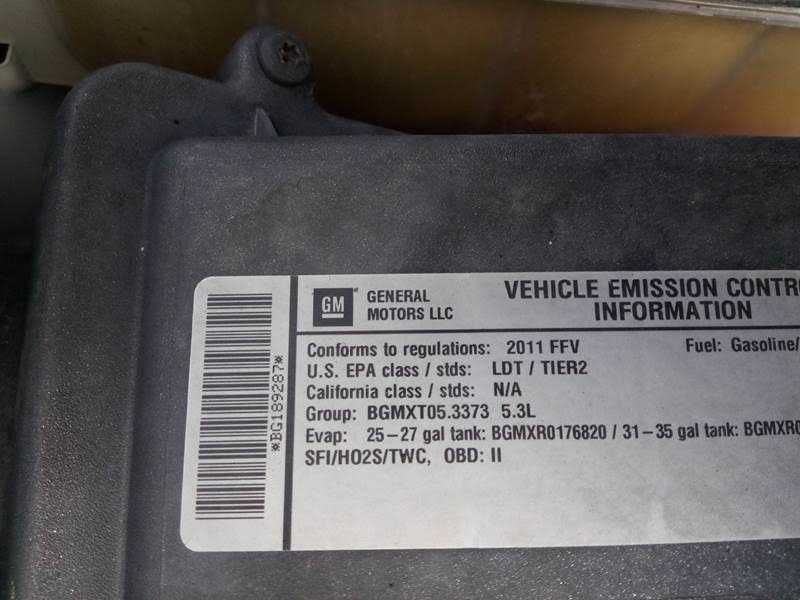 *BG189287*
GM
GENERAL
MOTORS LLC
VEHICLE EMISSION CONTRO
INFORMATION
Conforms to regulations: 2011 FFV Fuel: Gasoline/
U.S. EPA class / stds: LDT / TIER2
California class / stds: N/A
Group: BGMXT05.3373 5.3L
Evap: 25-27 gal tank: BGMXR0176820 / 31-35 gal tank: BGMXR0
SFI/HO2S/TWC, OBD: II